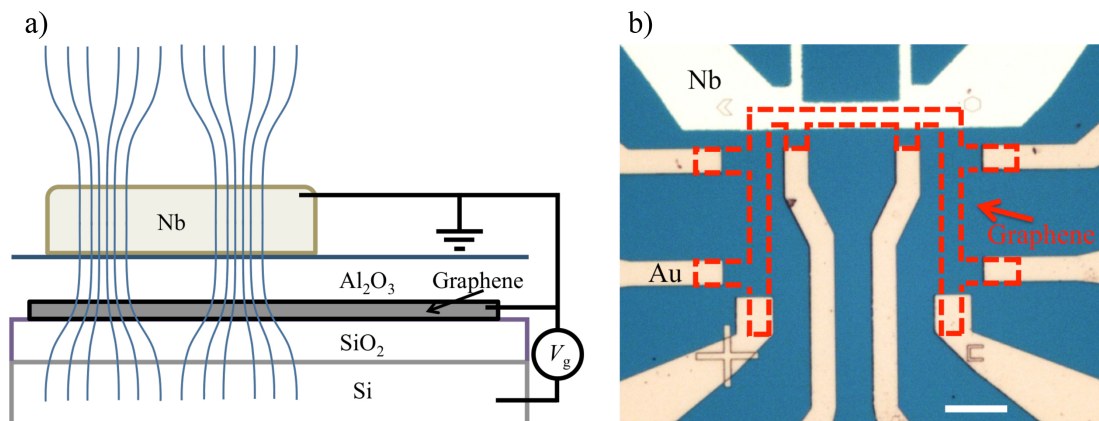 a)
Nb
Graphene
Al₂O₃
SiO₂
Vg
Si
b)
Nb
Graphene
Au